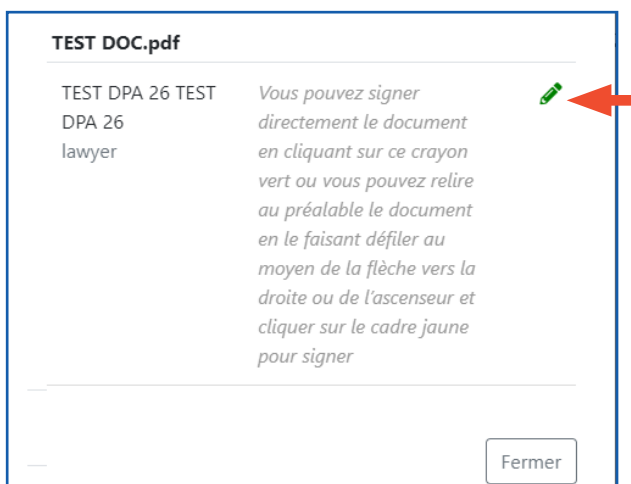 TEST DOC.pdf
TEST DPA 26 TEST
DPA 26
lawyer
Vous pouvez signer
directement le document
en cliquant sur ce crayon
vert ou vous pouvez relire
au préalable le document
en le faisant défiler au
moyen de la flèche vers la
droite ou de l'ascenseur et
cliquer sur le cadre jaune
pour signer
Fermer